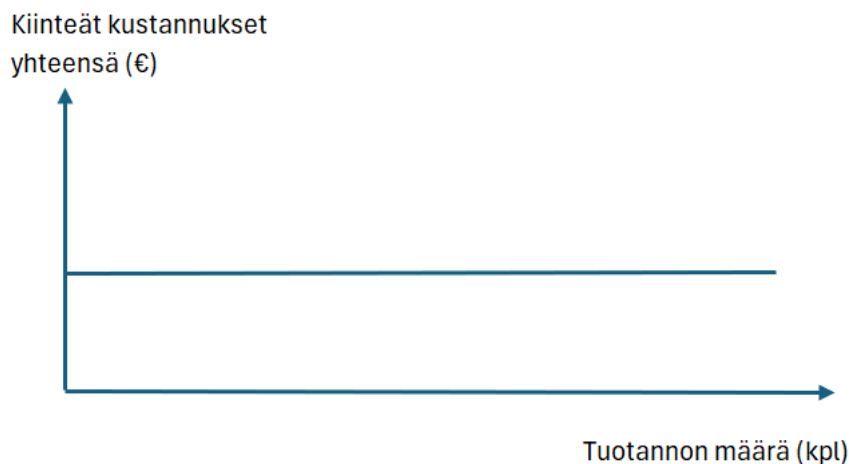 Kiinteät kustannukset
yhteensä (€)
Tuotannon määrä (kpl)